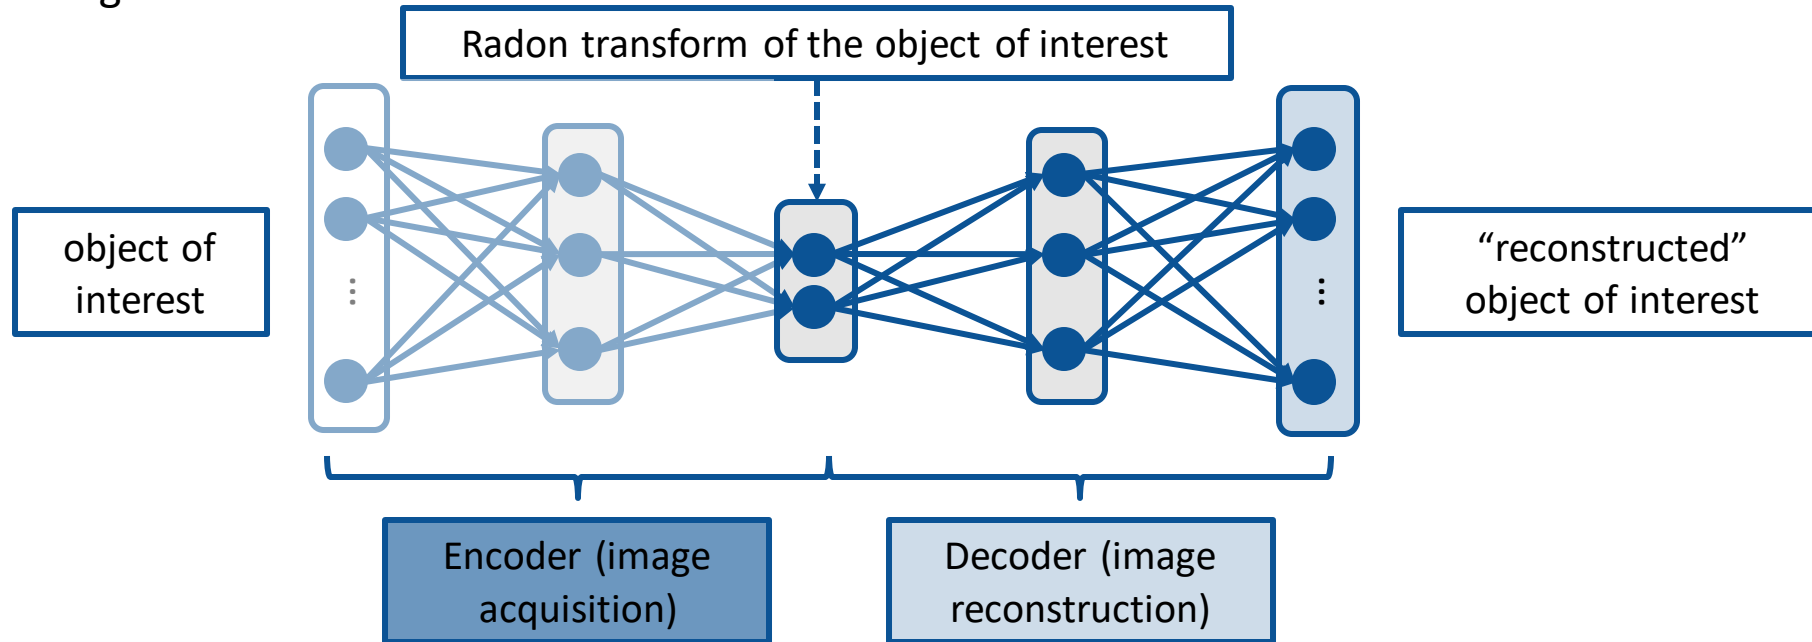 Radon transform of the object of interest
object of
interest
...
...
“reconstructed”
object of interest
Encoder (image
acquisition)
Decoder (image
reconstruction)